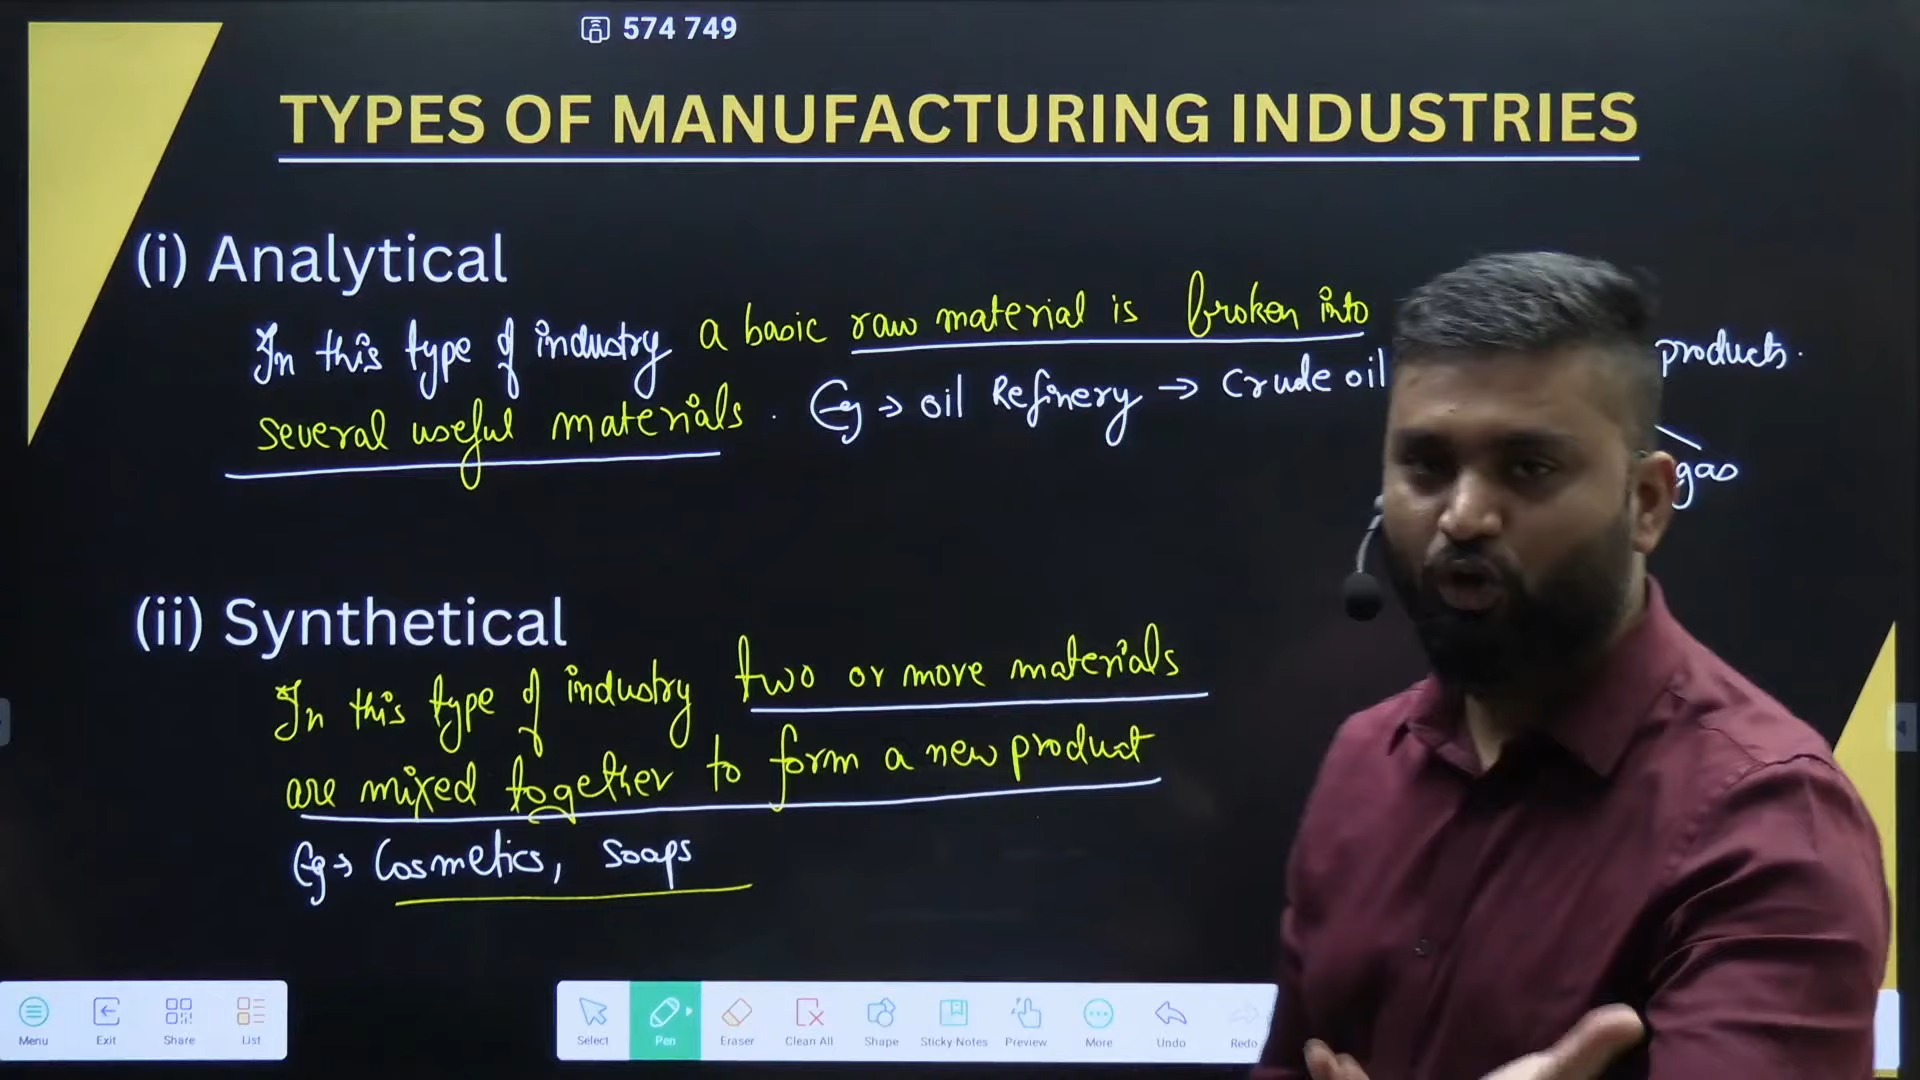 574 749
TYPES OF MANUFACTURING INDUSTRIES
(i) Analytical
In this type of industry a basic raw material is broken into
products.
several useful materials. Eg → oil Refinery → Crude oil
gas
(ii) Synthetical
In this type of industry two or more materials
are mixed together to form a new product
Eg → Cosmetics, Soaps
Menu Exit Share List Select Pen Eraser Clean All Shape Sticky Notes Preview More Undo Redo